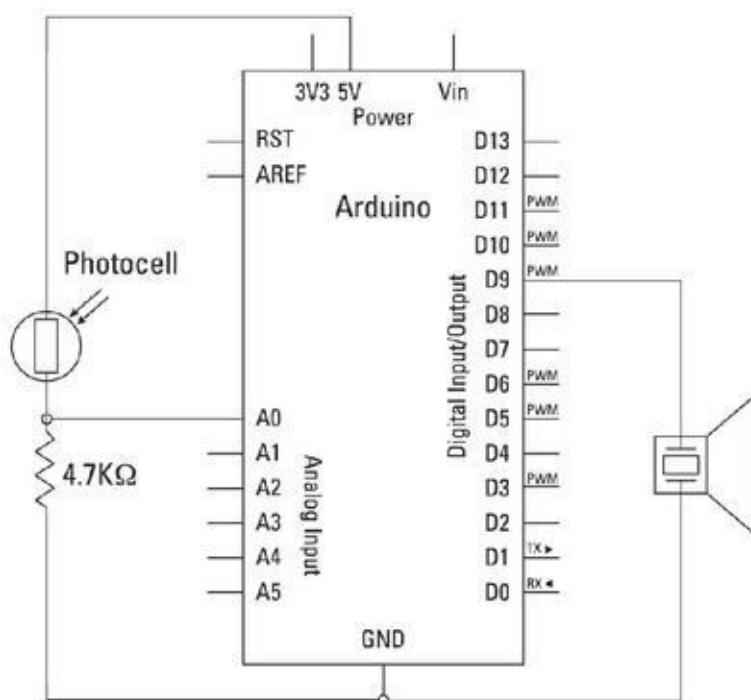 3V3 5V Vin
Power
RST D13
AREF D12
Arduino D11 PWM
D10 PWM
Photocell D9 PWM
D8
D7
Digital Input/Output
D6 PWM
A0 D5 PWM
A1 D4
4.7KΩ A2 D3 PWM
Analog Input
A3 D2
A4 D1 TX ►
A5 D0 RX ◄
GND